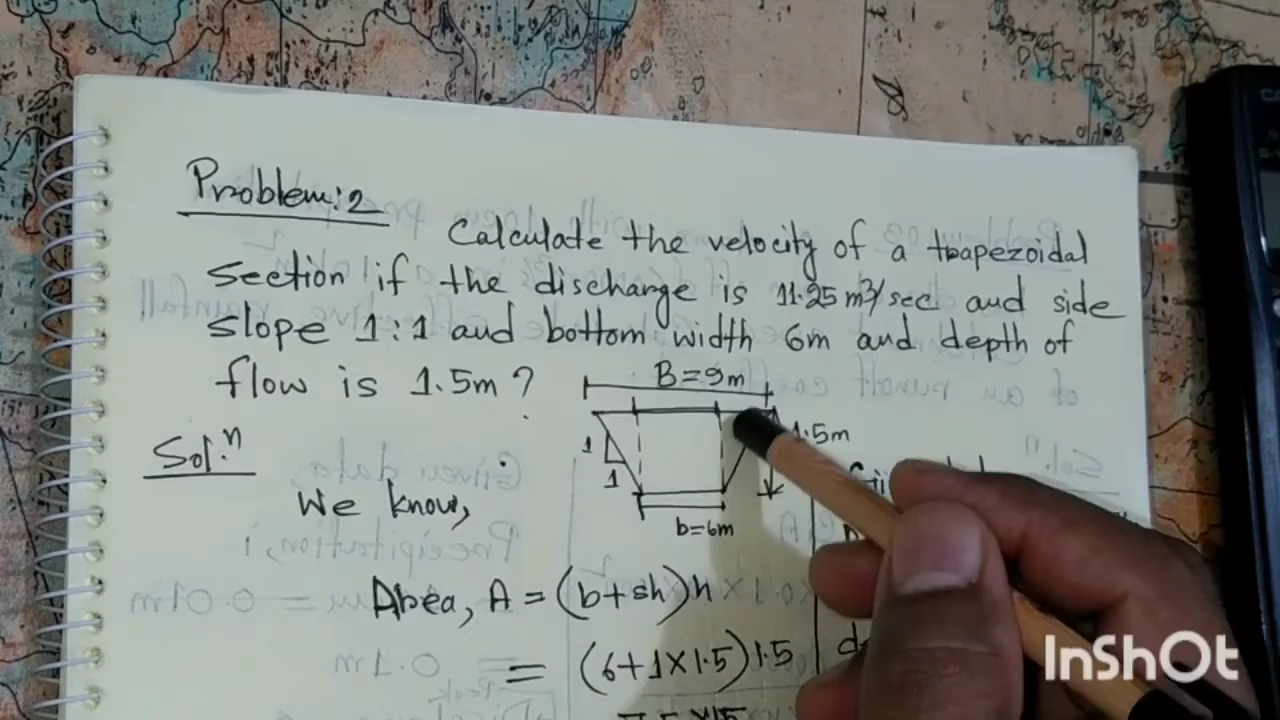 Problem: 2
Calculate the velocity of a trapezoidal
section if the discharge is 11.25 m³/sec and side
slope 1:1 and bottom width 6m and depth of
flow is 1.5m?
B = 9m
Sol.ⁿ
1
1.5m
1
We know,
b=6m
Area, A = (b+sh)h
= (6+1×1.5)1.5
InShOt